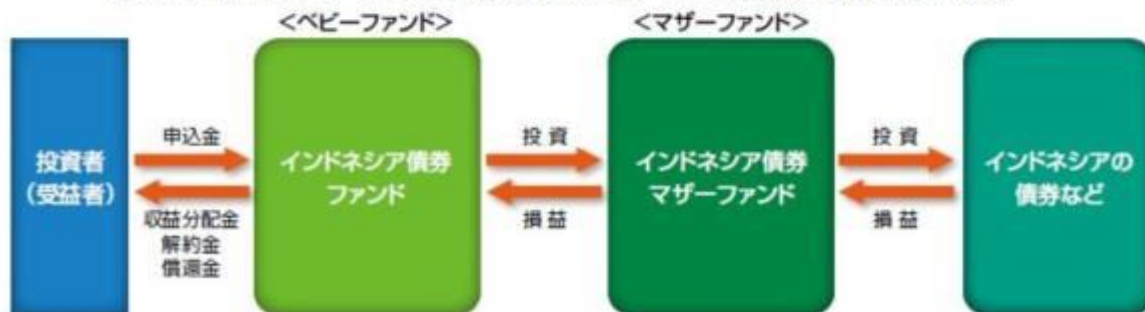 <ベビーファンド>
<マザーファンド>
投資者
(受益者)
申込金
収益分配金
解約金
償還金
インドネシア債券
ファンド
投資
損益
インドネシア債券
マザーファンド
投資
損益
インドネシアの
債券など